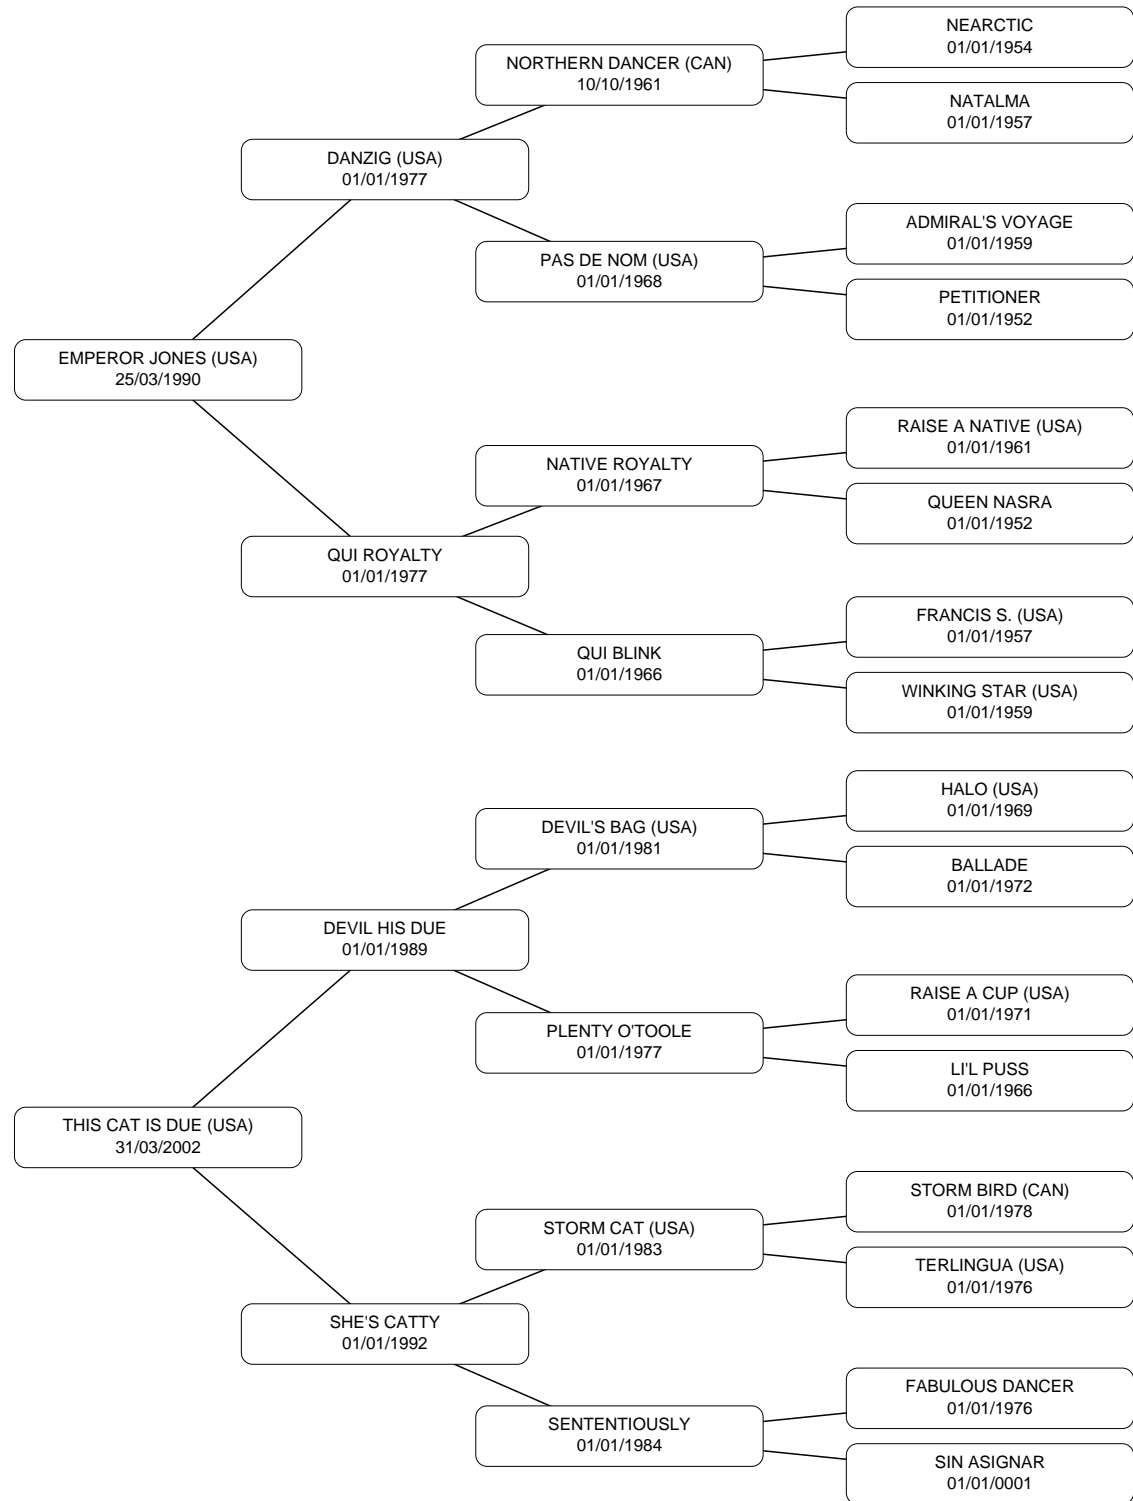 NEARCTIC
01/01/1954
NORTHERN DANCER (CAN)
10/10/1961
NATALMA
01/01/1957
DANZIG (USA)
01/01/1977
ADMIRAL'S VOYAGE
01/01/1959
PAS DE NOM (USA)
01/01/1968
PETITIONER
01/01/1952
EMPEROR JONES (USA)
25/03/1990
RAISE A NATIVE (USA)
01/01/1961
NATIVE ROYALTY
01/01/1967
QUEEN NASRA
01/01/1952
QUI ROYALTY
01/01/1977
FRANCIS S. (USA)
01/01/1957
QUI BLINK
01/01/1966
WINKING STAR (USA)
01/01/1959
HALO (USA)
01/01/1969
DEVIL'S BAG (USA)
01/01/1981
BALLADE
01/01/1972
DEVIL HIS DUE
01/01/1989
RAISE A CUP (USA)
01/01/1971
PLENTY O'TOOLE
01/01/1977
LI'L PUSS
01/01/1966
THIS CAT IS DUE (USA)
31/03/2002
STORM BIRD (CAN)
01/01/1978
STORM CAT (USA)
01/01/1983
TERLINGUA (USA)
01/01/1976
SHE'S CATTY
01/01/1992
FABULOUS DANCER
01/01/1976
SENTENTIOUSLY
01/01/1984
SIN ASIGNAR
01/01/0001